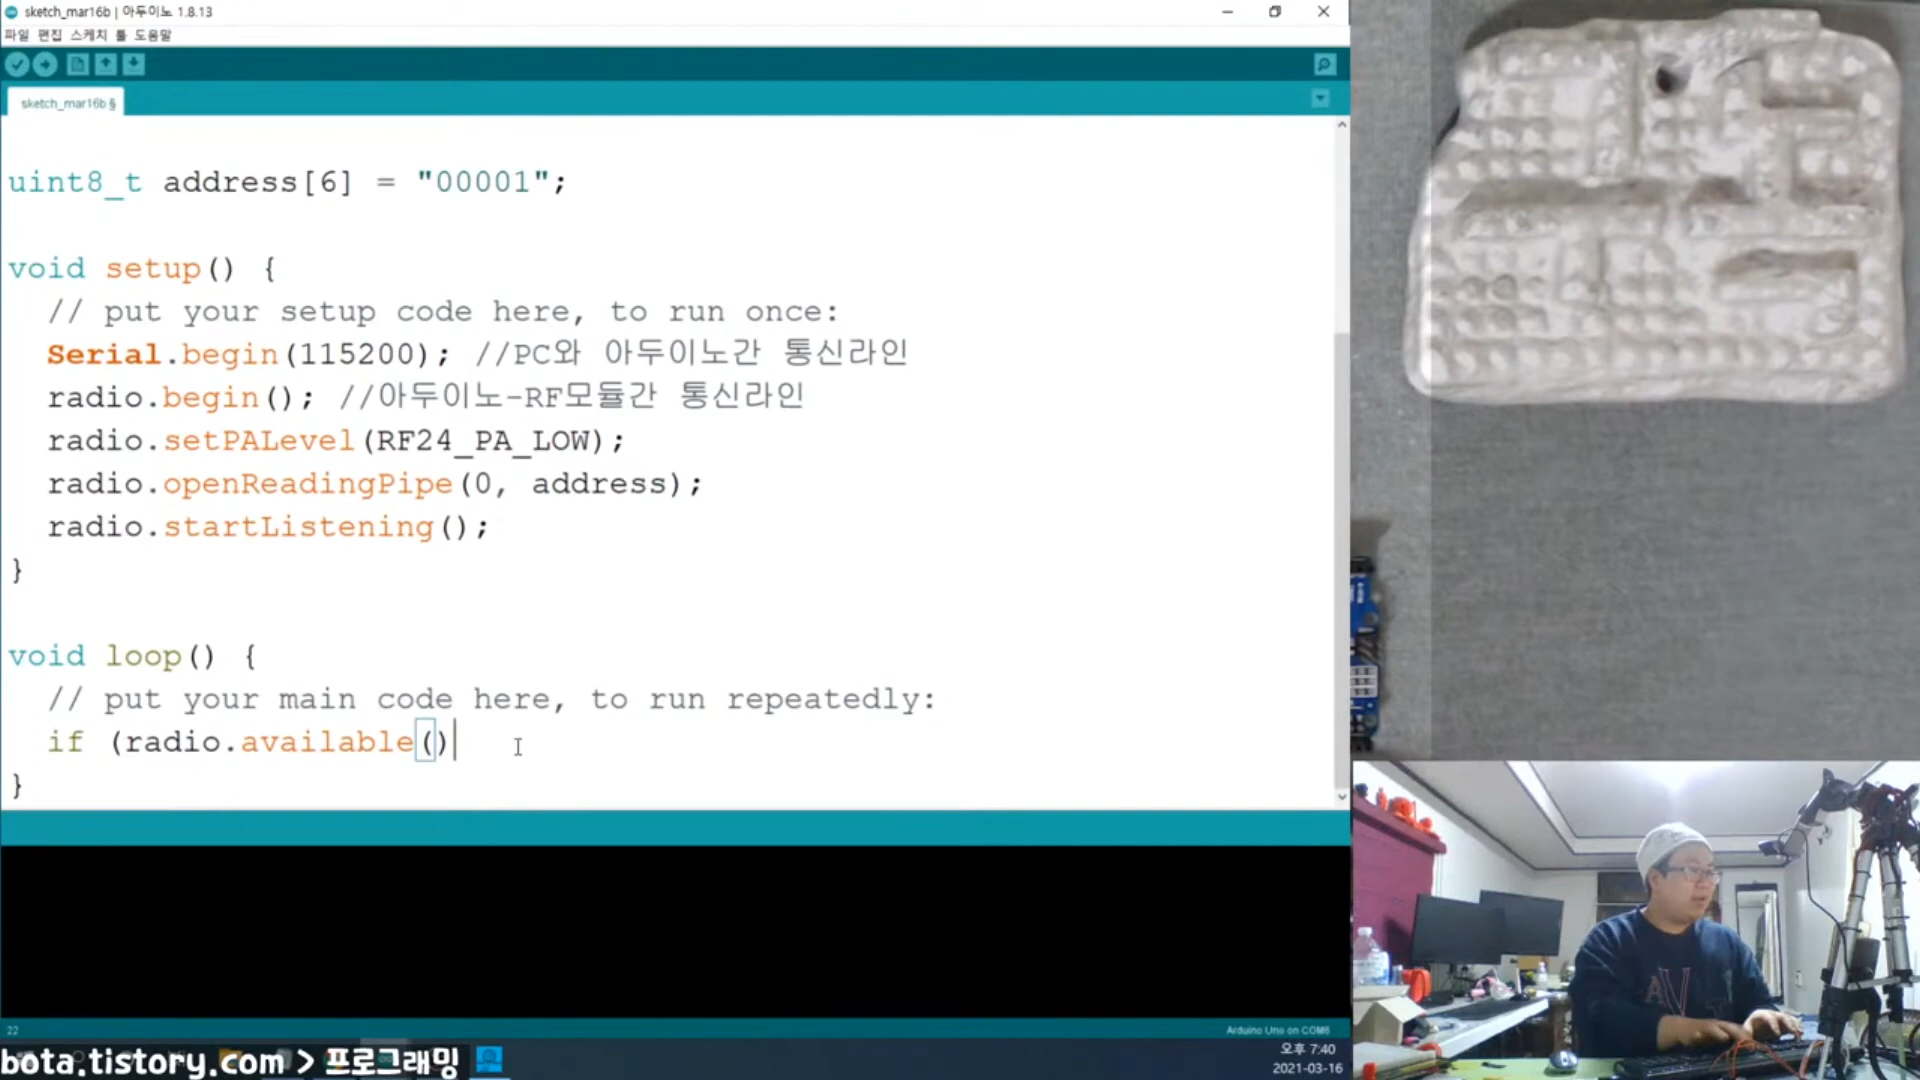 sketch_mar16b | 아두이노 1.8.13
파일 편집 스케치 툴 도움말
sketch_mar16b §
uint8_t address[6] = "00001";
void setup() {
// put your setup code here, to run once:
Serial.begin(115200); //PC와 아두이노간 통신라인
radio.begin(); //아두이노-RF모듈간 통신라인
radio.setPALevel(RF24_PA_LOW);
radio.openReadingPipe(0, address);
radio.startListening();
}
void loop() {
// put your main code here, to run repeatedly:
if (radio.available()
}
22
Arduino Uno on COM6
bota.tistory.com > 프로그래밍
오후 7:40
2021-03-16